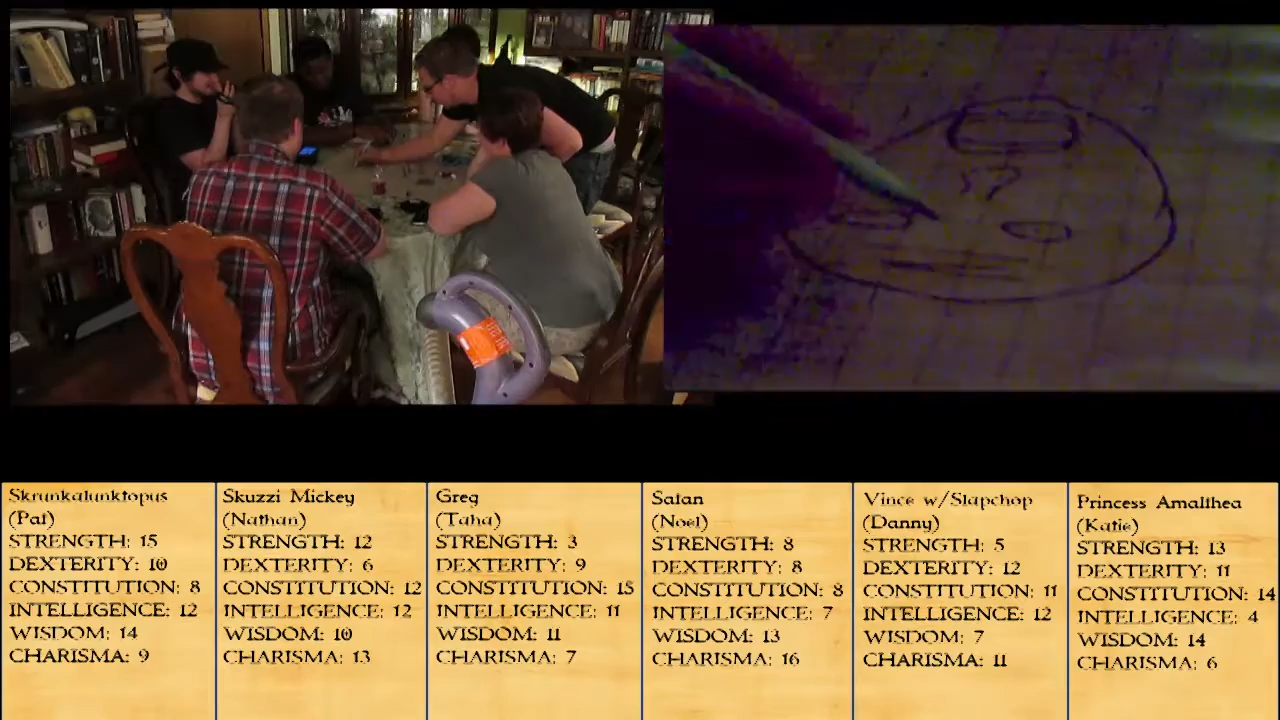 Skrunkalunktopus
(Pat)
STRENGTH: 15
DEXTERITY: 10
CONSTITUTION: 8
INTELLIGENCE: 12
WISDOM: 14
CHARISMA: 9
Skuzzi Mickey
(Nathan)
STRENGTH: 12
DEXTERITY: 6
CONSTITUTION: 12
INTELLIGENCE: 12
WISDOM: 10
CHARISMA: 13
Greg
(Taha)
STRENGTH: 3
DEXTERITY: 9
CONSTITUTION: 15
INTELLIGENCE: 11
WISDOM: 11
CHARISMA: 7
Satan
(Noel)
STRENGTH: 8
DEXTERITY: 8
CONSTITUTION: 8
INTELLIGENCE: 7
WISDOM: 13
CHARISMA: 16
Vince w/Slapchop
(Danny)
STRENGTH: 5
DEXTERITY: 12
CONSTITUTION: 11
INTELLIGENCE: 12
WISDOM: 7
CHARISMA: 11
Princess Amalthea
(Katie)
STRENGTH: 13
DEXTERITY: 11
CONSTITUTION: 14
INTELLIGENCE: 4
WISDOM: 14
CHARISMA: 6